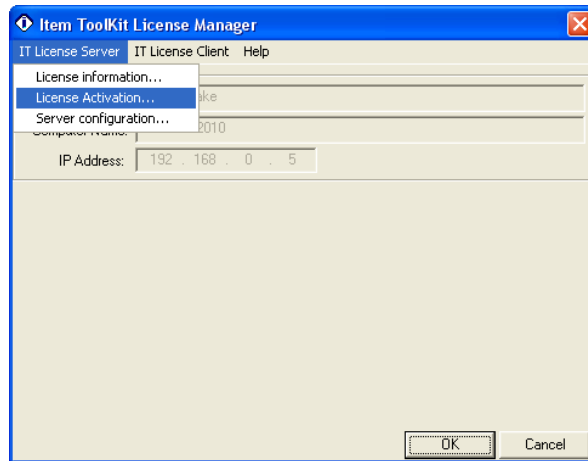 Item ToolKit License Manager
IT License Server IT License Client Help
License information...
License Activation...
Server configuration...
2010
IP Address: 192 . 168 . 0 . 5
OK Cancel